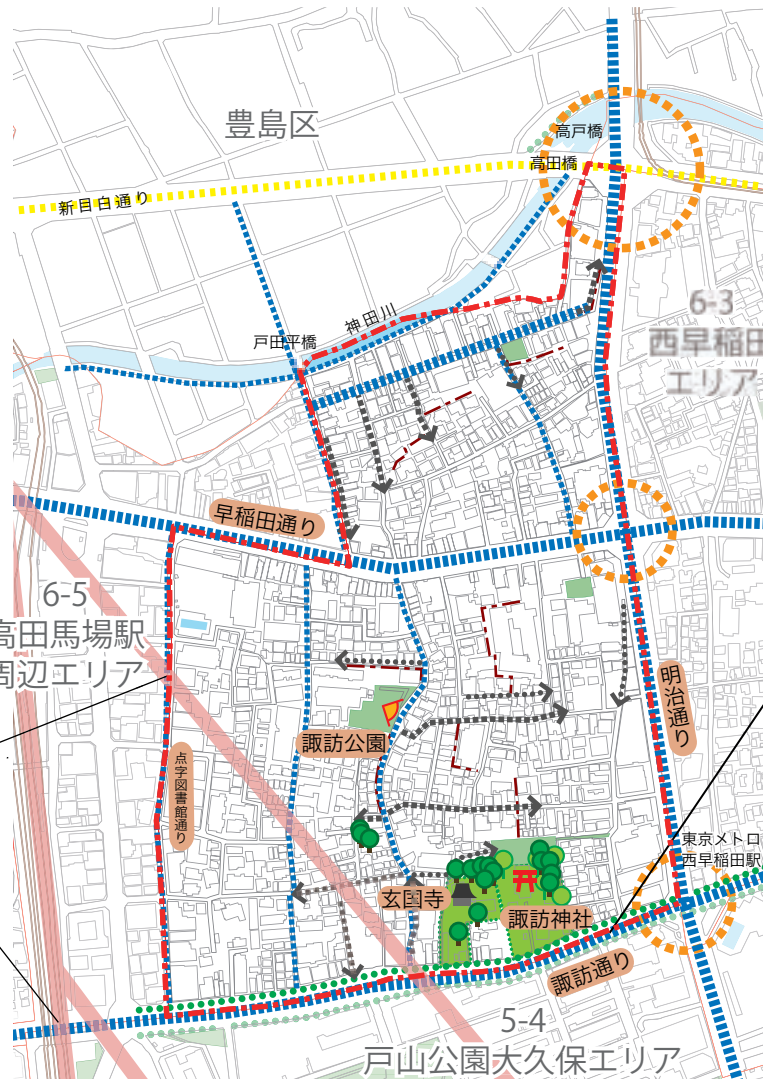 豊島区
高戸橋
高田橋
新目白通り
神田川
戸田平橋
6-3
西早稲田
エリア
早稲田通り
6-5
高田馬場駅
周辺エリア
明治通り
諏訪公園
点字図書館通り
東京メトロ
西早稲田駅
玄国寺
諏訪神社
諏訪通り
5-4
戸山公園大久保エリア